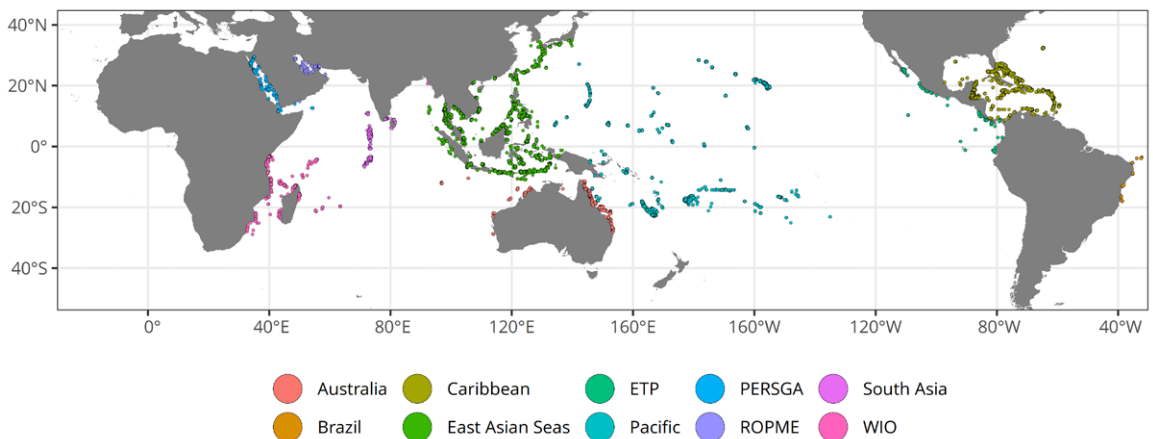 40°N
20°N
0°
20°S
40°S
0° 40°E 80°E 120°E 160°E 160°W 120°W 80°W 40°W
Australia Caribbean ETP PERSGA South Asia
Brazil East Asian Seas Pacific ROPME WIO